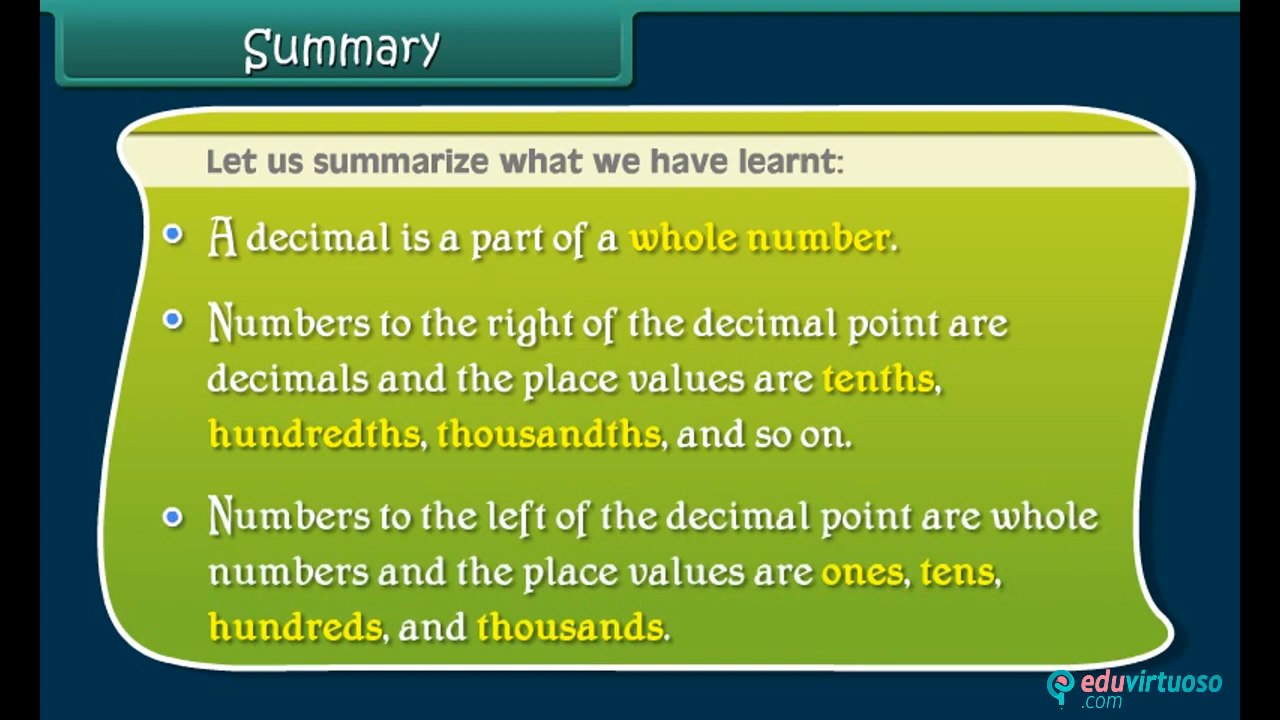 Summary
Let us summarize what we have learnt:
A decimal is a part of a whole number.
Numbers to the right of the decimal point are
decimals and the place values are tenths,
hundredths, thousandths, and so on.
Numbers to the left of the decimal point are whole
numbers and the place values are ones, tens,
hundreds, and thousands.
eduvirtuoso
.com